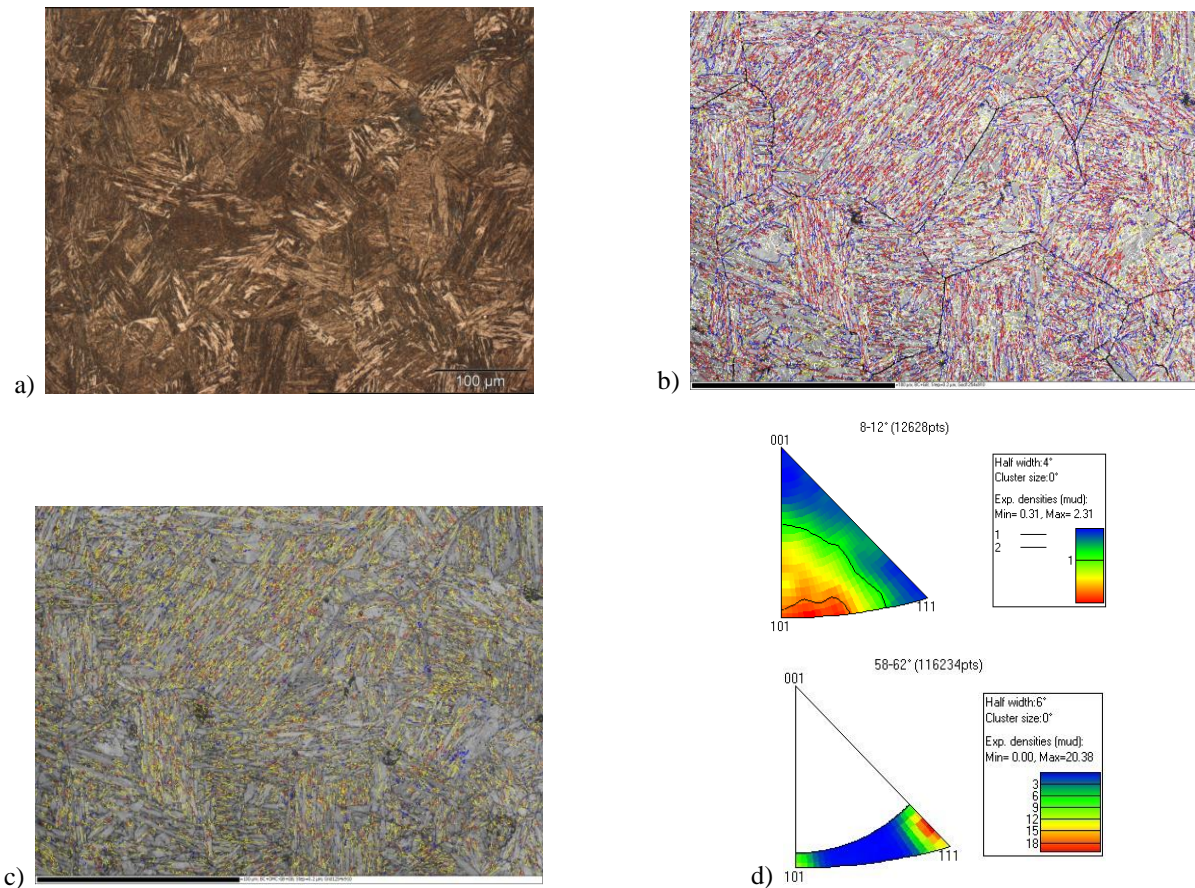 100 µm
a)
b)
8-12° (12628pts)
001
101
111
Half width:4°
Cluster size:0°
Exp. densities (mud):
Min= 0.31, Max= 2.31
1
2
1
c)
58-62° (116234pts)
001
101
111
Half width:6°
Cluster size:0°
Exp. densities (mud):
Min= 0.00, Max=20.38
3
6
9
12
15
18
d)